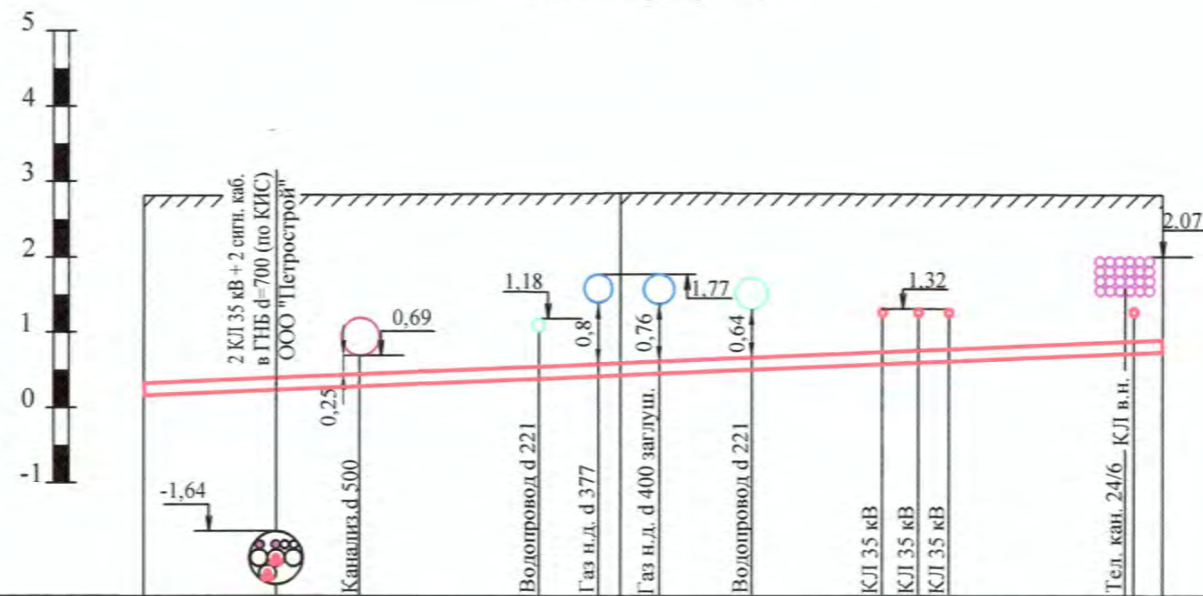 5
4
3
2
1
0
-1
2 КЛ 35 кВ + 2 сигн. каб.
в ГНБ d=700 (по КИС)
ООО "Петрострой"
-1,64
0,25
0,69
Канализ.d 500
1,18
Водопровод d 221
0,8
Газ н.д. d 377
0,76
Газ н.д. d 400 заглуш.
1,77
0,64
Водопровод d 221
1,32
КЛ 35 кВ
КЛ 35 кВ
КЛ 35 кВ
2,07
Тел. кан. 24/6
КЛ в.н.